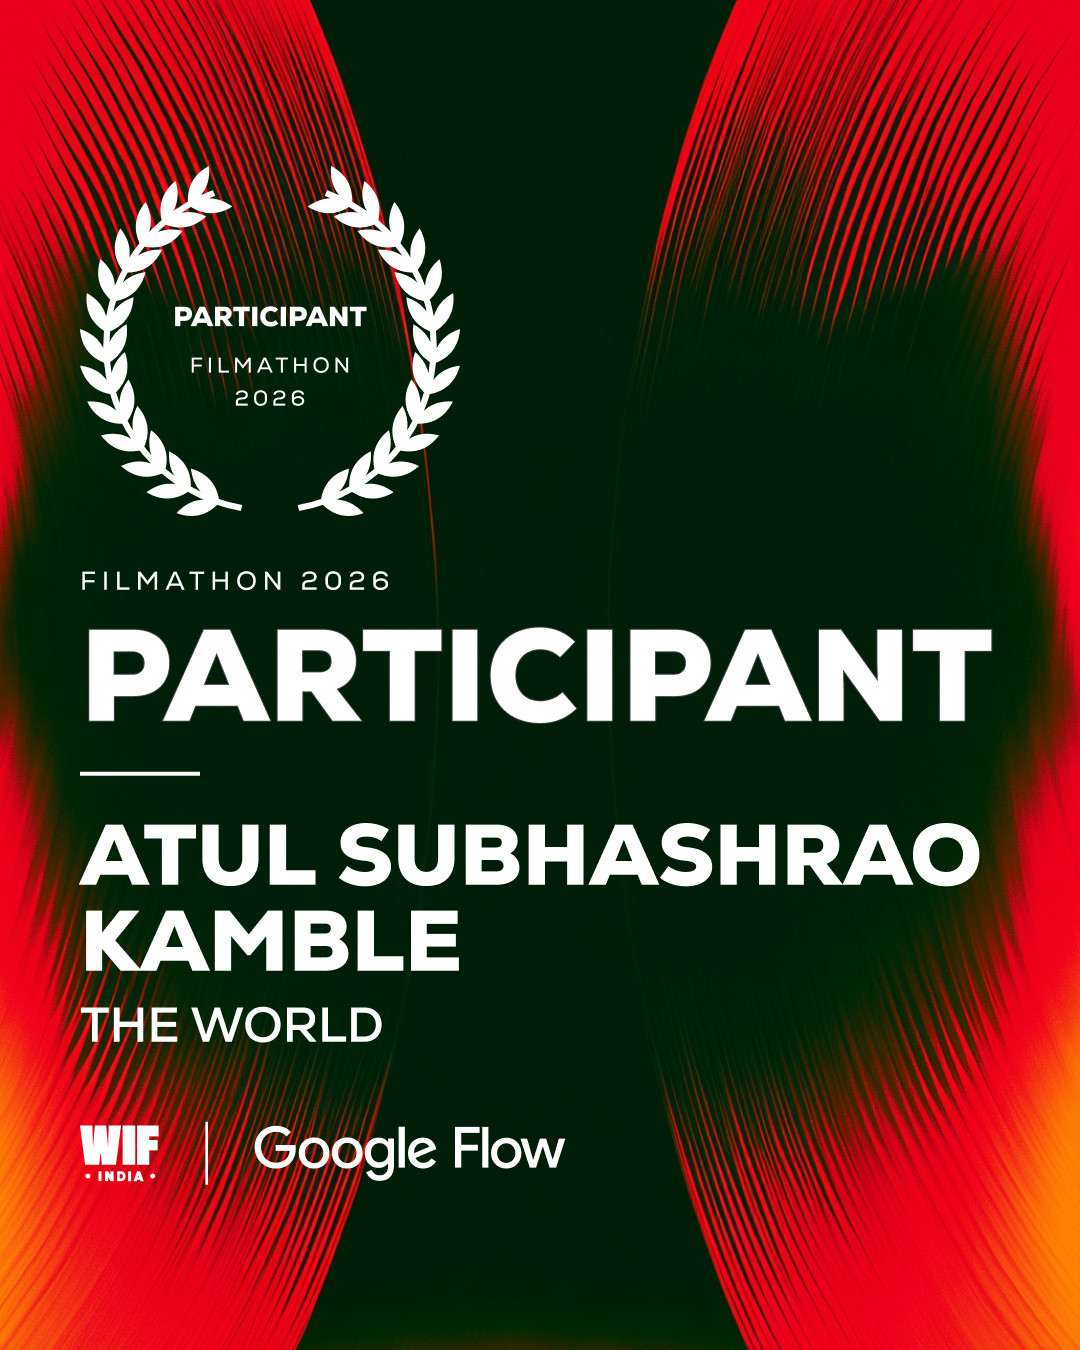 PARTICIPANT
FILMATHON
2026
FILMATHON 2026
PARTICIPANT
ATUL SUBHASHRAO
KAMBLE
THE WORLD
WIF
• INDIA •
Google Flow